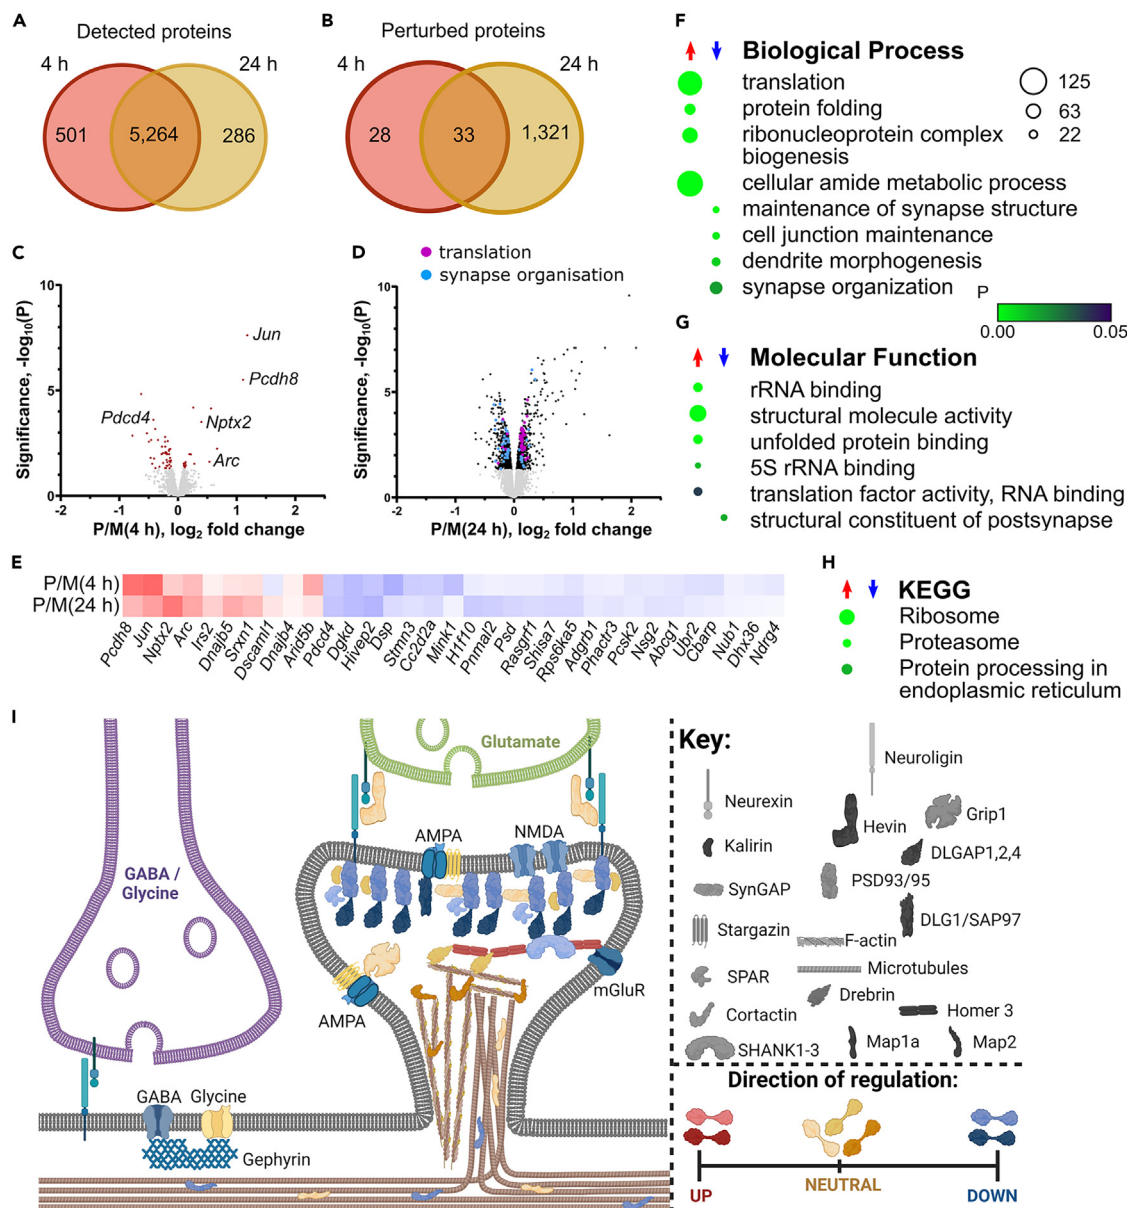 A
Detected proteins
4 h
24 h
501
5,264
286
B
Perturbed proteins
4 h
24 h
28
33
1,321
C
10
5
0
Significance, -log10(P)
Jun
Pcdh8
Pdcd4
Nptx2
Arc
-2
-1
0
1
2
P/M(4 h), log2 fold change
D
translation
synapse organisation
10
5
0
Significance, -log10(P)
-2
-1
0
1
2
P/M(24 h), log2 fold change
E
P/M(4 h)
P/M(24 h)
Pcdh8
Jun
Nptx2
Arc
Irs2
Dnajb5
Srxn1
Dscaml1
Dnajb4
Arid5b
Pdcd4
Dgkd
Hivep2
Dsp
Stmn3
Cc2d2a
Mink1
H1f10
Pnmal2
Psd
Rasgrf1
Shisa7
Rps6ka5
Adgrb1
Phactr3
Pcsk2
Nsg2
Abcg1
Ubr2
Cbarp
Nub1
Dhx36
Ndrg4
F
Biological Process
translation
protein folding
ribonucleoprotein complex
biogenesis
cellular amide metabolic process
maintenance of synapse structure
cell junction maintenance
dendrite morphogenesis
synapse organization
125
63
22
P
0.00
0.05
G
Molecular Function
rRNA binding
structural molecule activity
unfolded protein binding
5S rRNA binding
translation factor activity, RNA binding
structural constituent of postsynapse
H
KEGG
Ribosome
Proteasome
Protein processing in
endoplasmic reticulum
I
GABA /
Glycine
Glutamate
AMPA
NMDA
AMPA
mGluR
GABA
Glycine
Gephyrin
Key:
Neurexin
Neuroligin
Kalirin
Hevin
Grip1
SynGAP
PSD93/95
DLGAP1,2,4
Stargazin
F-actin
DLG1/SAP97
SPAR
Microtubules
Cortactin
Drebrin
Homer 3
SHANK1-3
Map1a
Map2
Direction of regulation:
UP
NEUTRAL
DOWN